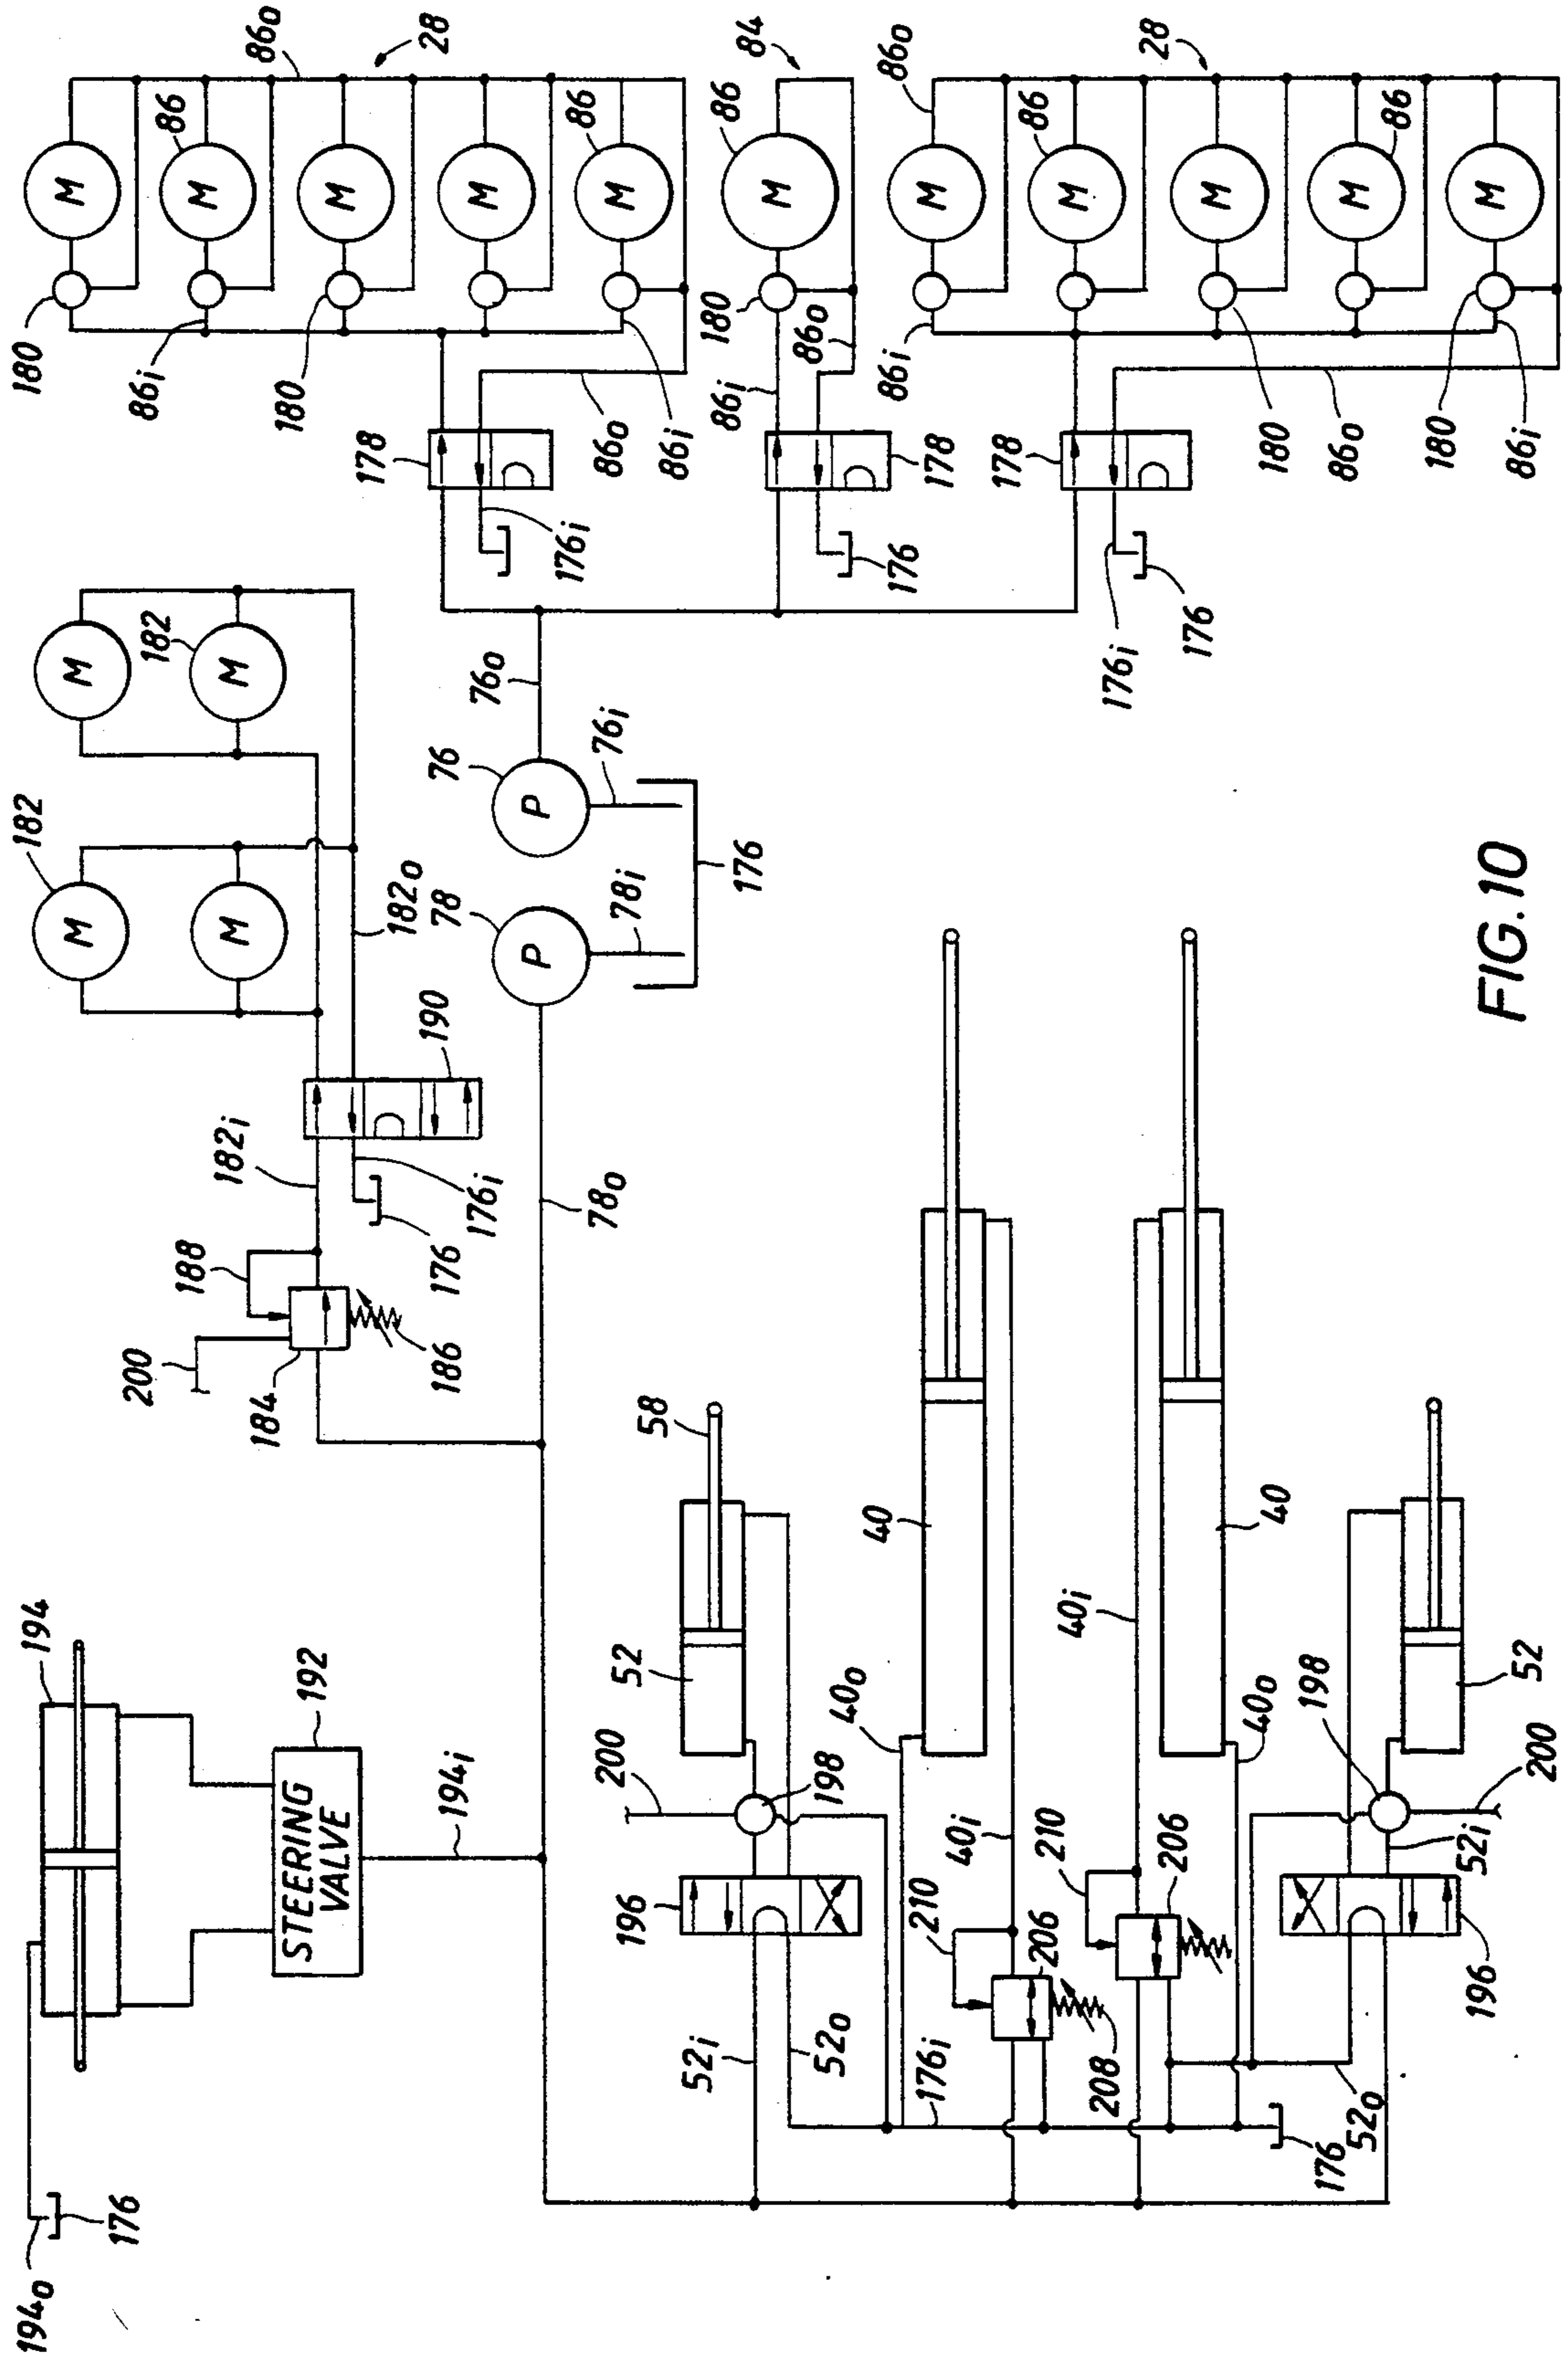 180
M
86o
28
86i
M
86
180
M
M
86
M
178
86o
86i
176i
84
86
M
180
86i
86o
178
176
28
86o
86i
M
M
86
M
180
M
86
M
180
86i
178
86o
176i
176
M
182
M
182
M
M
182o
190
182i
176i
176
188
184
186
200
76o
76
P
76i
78
P
78i
176
78o
194
192
STEERING
VALVE
194i
176
194o
58
52
200
198
196
52i
52o
40
40o
40i
210
206
208
176i
40i
40
40o
210
206
198
52
200
52i
196
52o
176
FIG.10